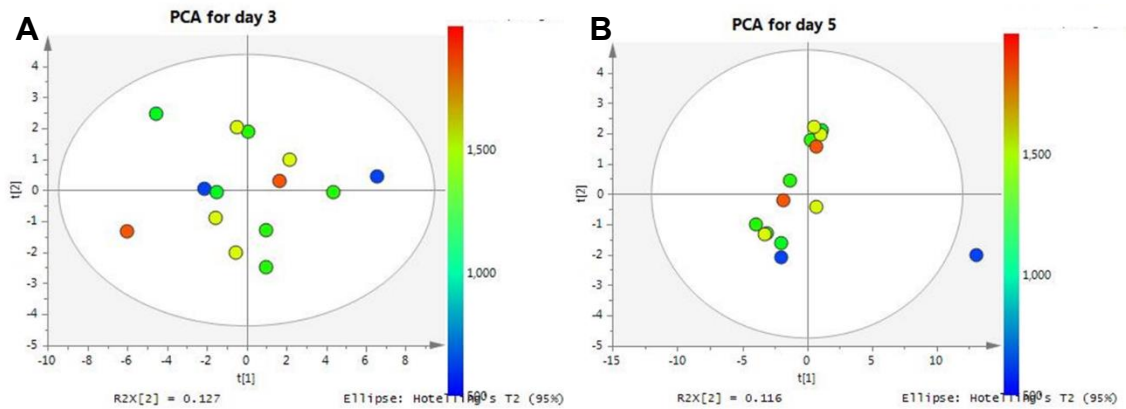 A
PCA for day 3
t[2]
4
3
2
1
0
-1
-2
-3
-4
-5
-10 -8 -6 -4 -2 0 2 4 6 8
t[1]
1,500
1,000
500
R2X[2] = 0.127
Ellipse: Hotelling's T2 (95%)
B
PCA for day 5
t[2]
4
3
2
1
0
-1
-2
-3
-4
-5
-15 -10 -5 0 5 10
t[1]
1,500
1,000
500
R2X[2] = 0.116
Ellipse: Hotelling's T2 (95%)